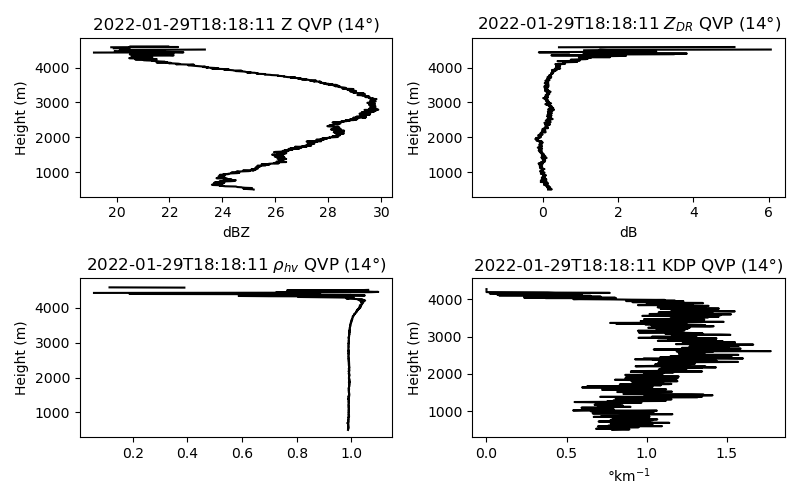 2022-01-29T18:18:11 Z QVP (14°)
Height (m)
4000
3000
2000
1000
20 22 24 26 28 30
dBZ
2022-01-29T18:18:11 Z_DR QVP (14°)
Height (m)
4000
3000
2000
1000
0 2 4 6
dB
2022-01-29T18:18:11 ρ_hv QVP (14°)
Height (m)
4000
3000
2000
1000
0.2 0.4 0.6 0.8 1.0
2022-01-29T18:18:11 KDP QVP (14°)
Height (m)
4000
3000
2000
1000
0.0 0.5 1.0 1.5
°km⁻¹